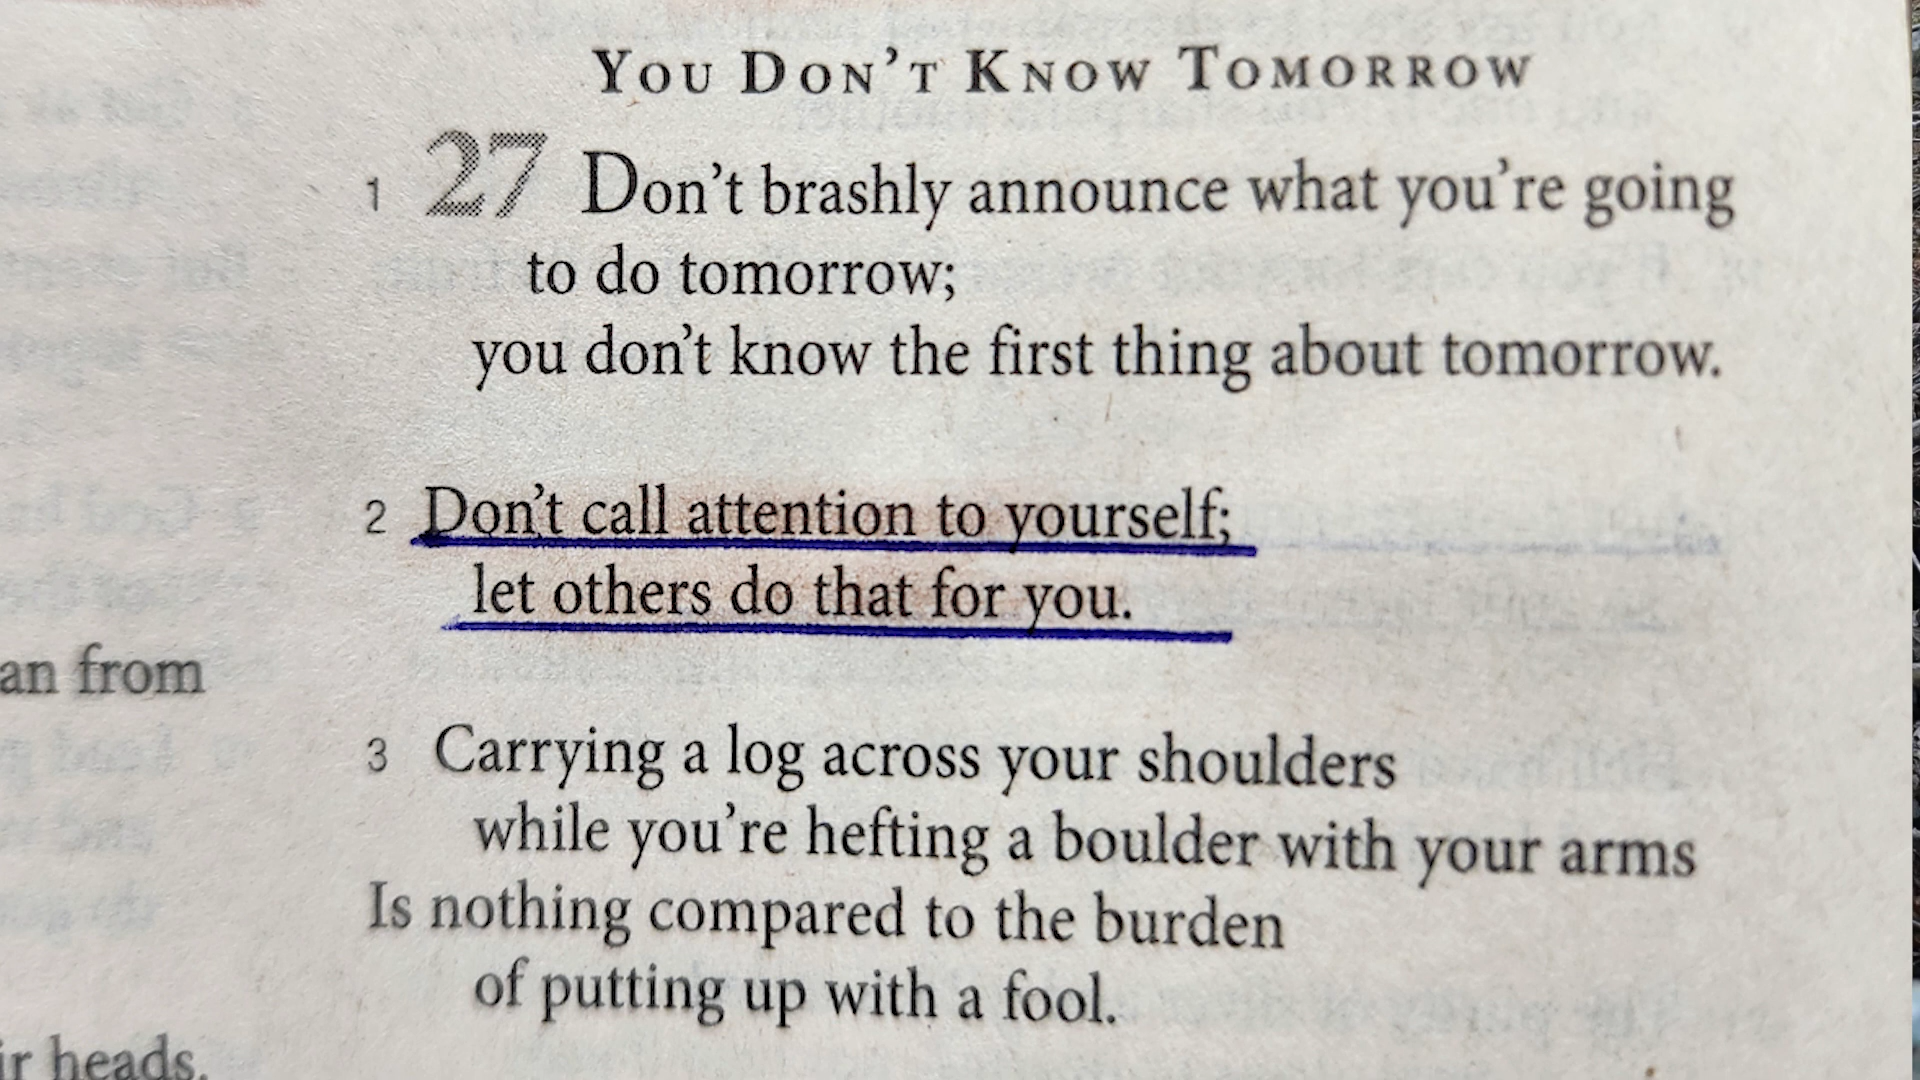 You Don't Know Tomorrow
1 27 Don't brashly announce what you're going
to do tomorrow;
you don't know the first thing about tomorrow.
2 Don't call attention to yourself;
let others do that for you.
3 Carrying a log across your shoulders
while you're hefting a boulder with your arms
Is nothing compared to the burden
of putting up with a fool.
an from
ir heads.